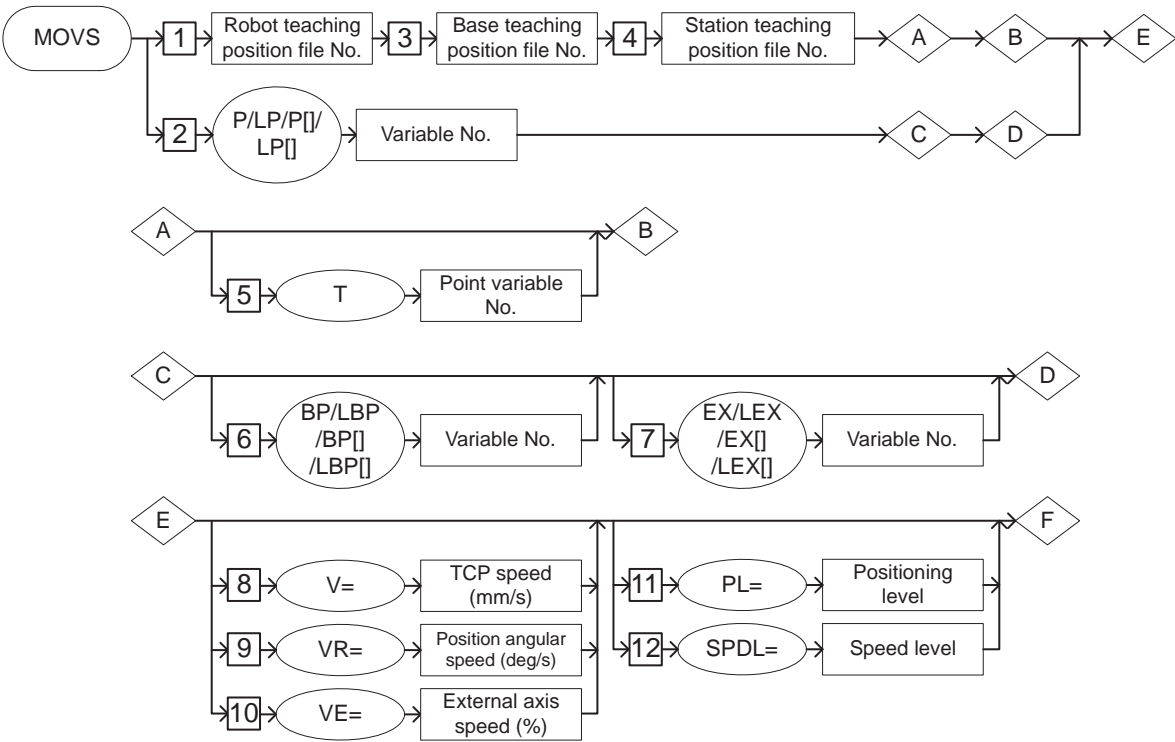 MOVS
1
Robot teaching
position file No.
3
Base teaching
position file No.
4
Station teaching
position file No.
A
B
E
2
P/LP/P[]/
LP[]
Variable No.
C
D
A
B
5
T
Point variable
No.
C
D
6
BP/LBP
/BP[]
/LBP[]
Variable No.
7
EX/LEX
/EX[]
/LEX[]
Variable No.
E
F
8
V=
TCP speed
(mm/s)
11
PL=
Positioning
level
9
VR=
Position angular
speed (deg/s)
12
SPDL=
Speed level
10
VE=
External axis
speed (%)